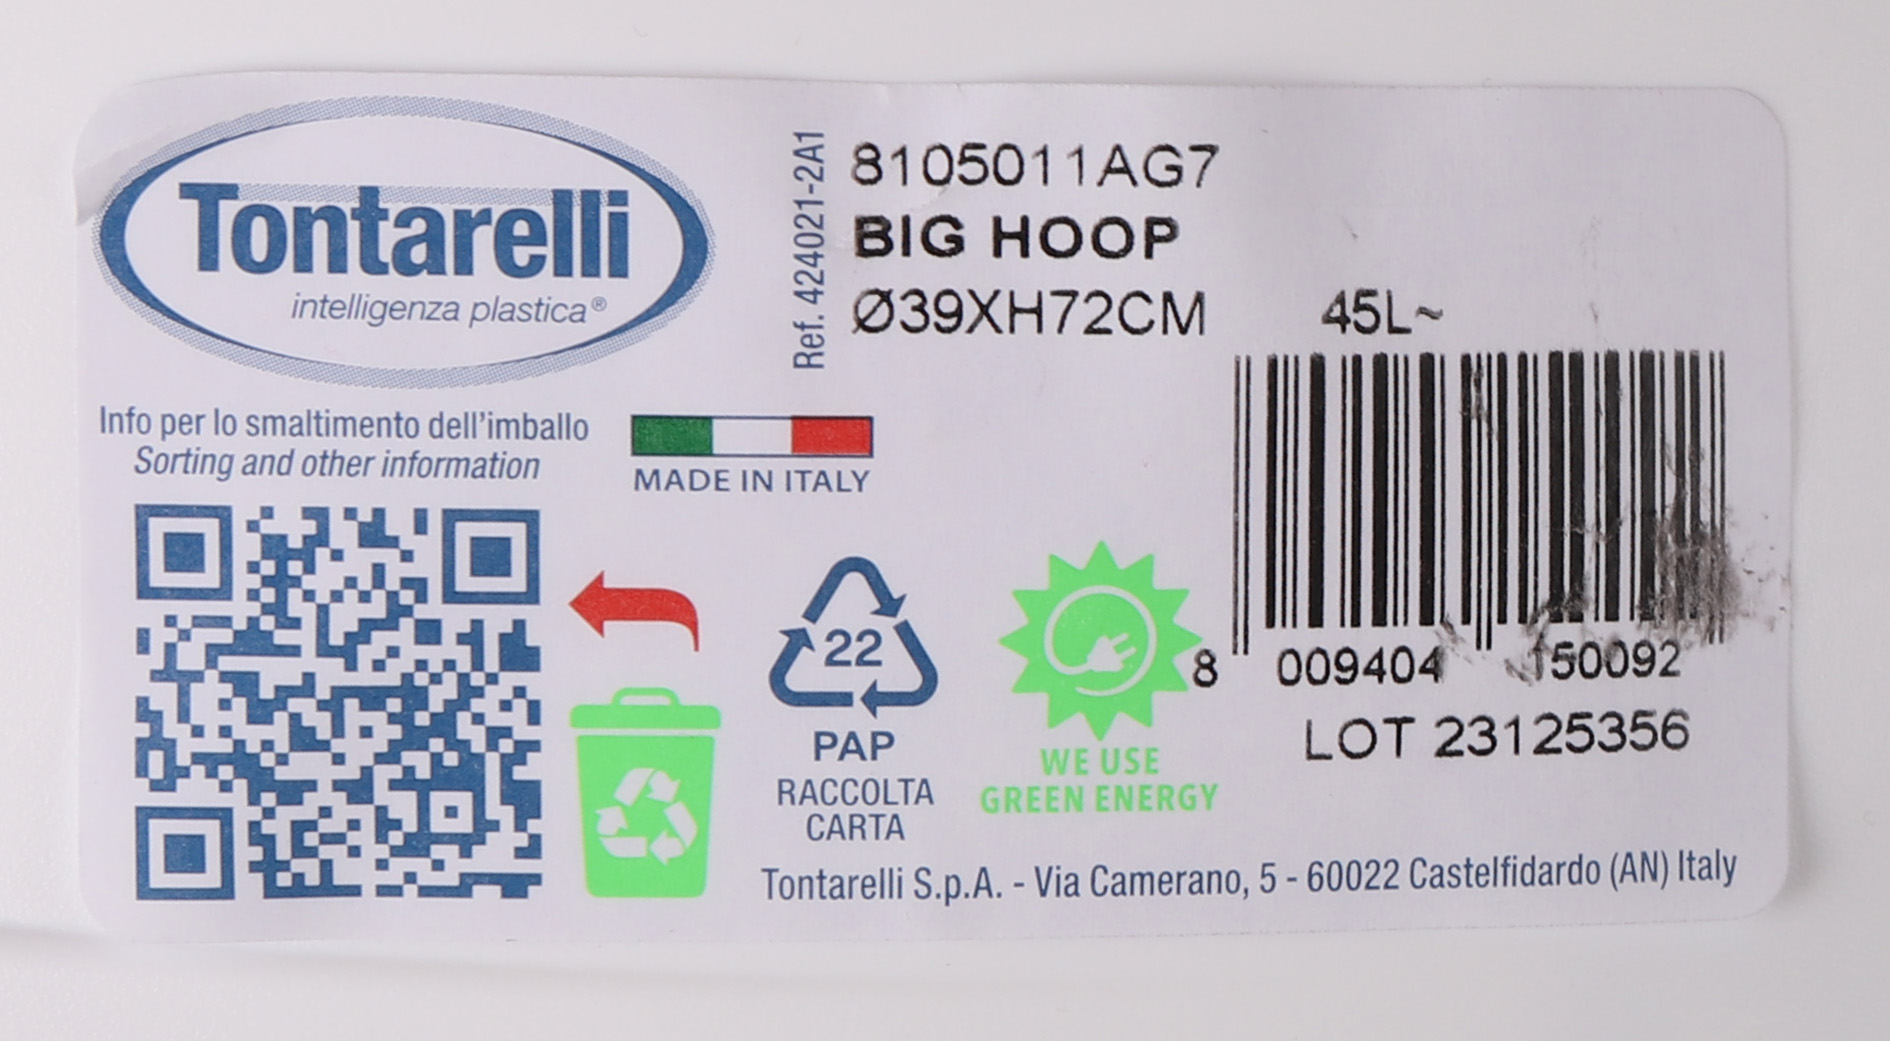 Tontarelli
intelligenza plastica®
Ref. 424021-2A1
8105011AG7
BIG HOOP
Ø39XH72CM 45L~
Info per lo smaltimento dell'imballo
Sorting and other information
MADE IN ITALY
22
PAP
RACCOLTA
CARTA
WE USE
GREEN ENERGY
8 009404 150092
LOT 23125356
Tontarelli S.p.A. - Via Camerano, 5 - 60022 Castelfidardo (AN) Italy